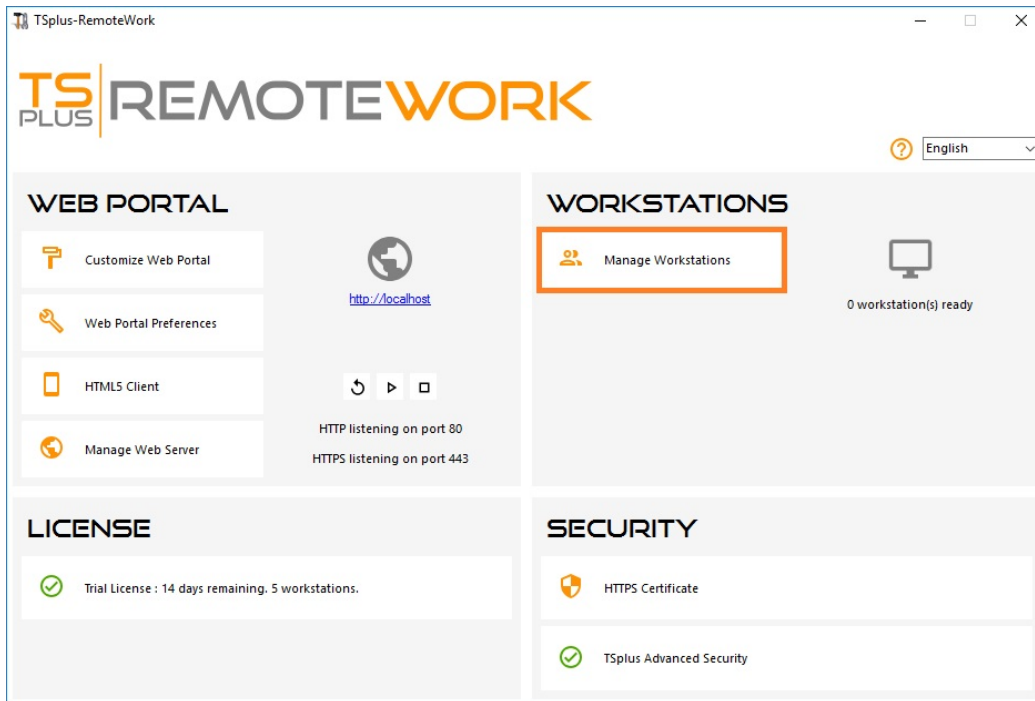 TSplus-RemoteWork
TS PLUS REMOTEWORK
English
WEB PORTAL
Customize Web Portal
Web Portal Preferences
HTML5 Client
Manage Web Server
http://localhost
HTTP listening on port 80
HTTPS listening on port 443
WORKSTATIONS
Manage Workstations
0 workstation(s) ready
LICENSE
Trial License : 14 days remaining. 5 workstations.
SECURITY
HTTPS Certificate
TSplus Advanced Security